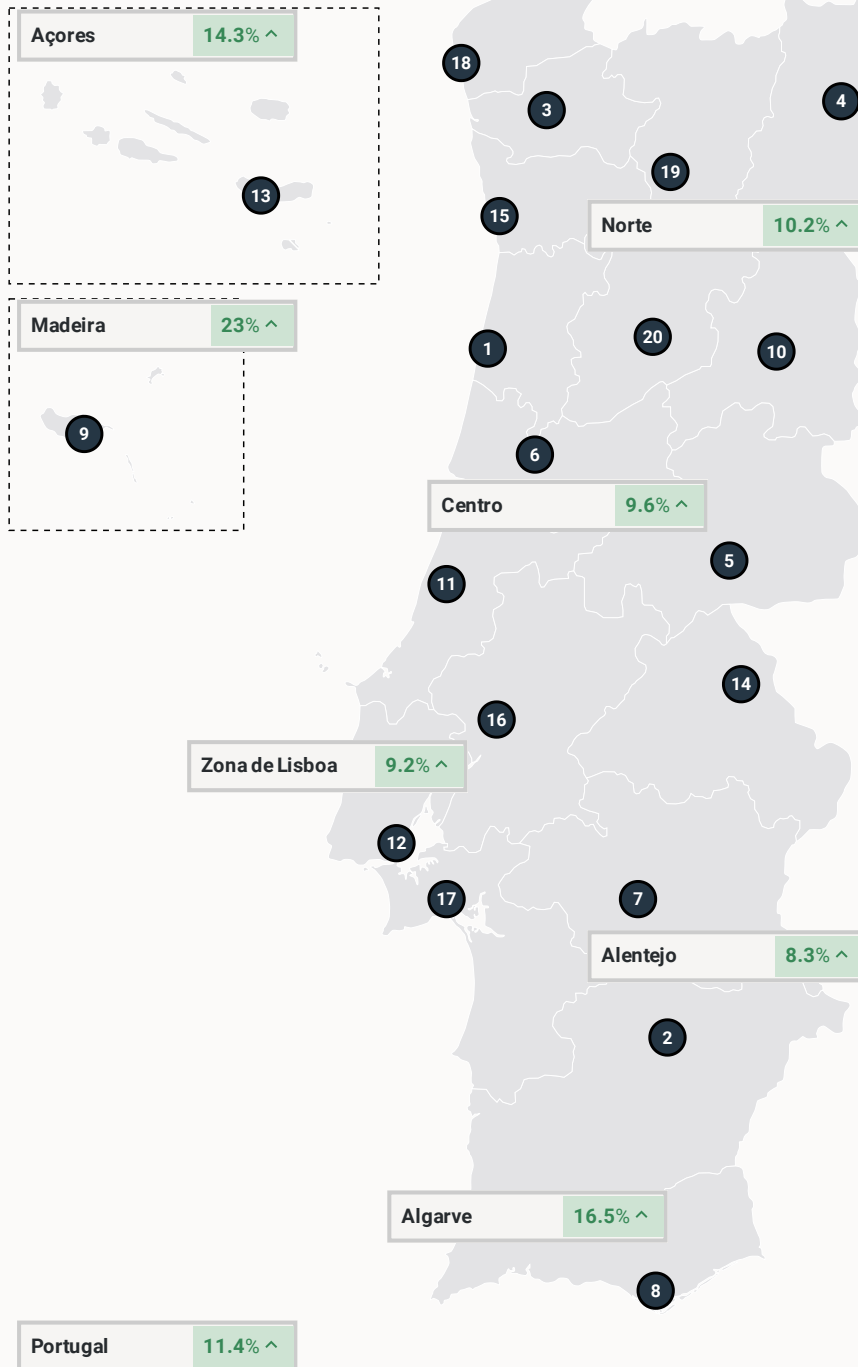 Açores 14.3%
18
3
4
19
13
15
Norte 10.2%
Madeira 23%
1
20
10
9
6
Centro 9.6%
5
11
14
16
Zona de Lisboa 9.2%
12
17
7
Alentejo 8.3%
2
Algarve 16.5%
8
Portugal 11.4%